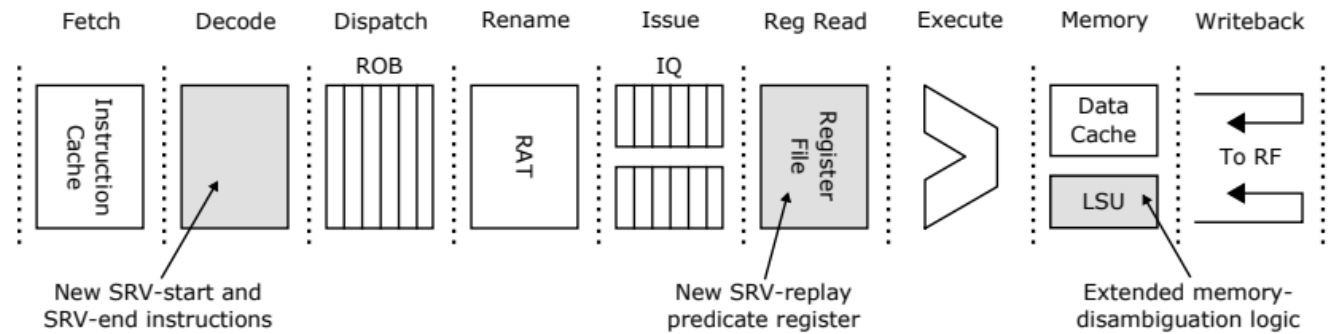 Fetch
Decode
Dispatch
Rename
Issue
Reg Read
Execute
Memory
Writeback
ROB
IQ
Instruction
Cache
RAT
Register
File
Data
Cache
LSU
To RF
New SRV-start and
SRV-end instructions
New SRV-replay
predicate register
Extended memory-
disambiguation logic